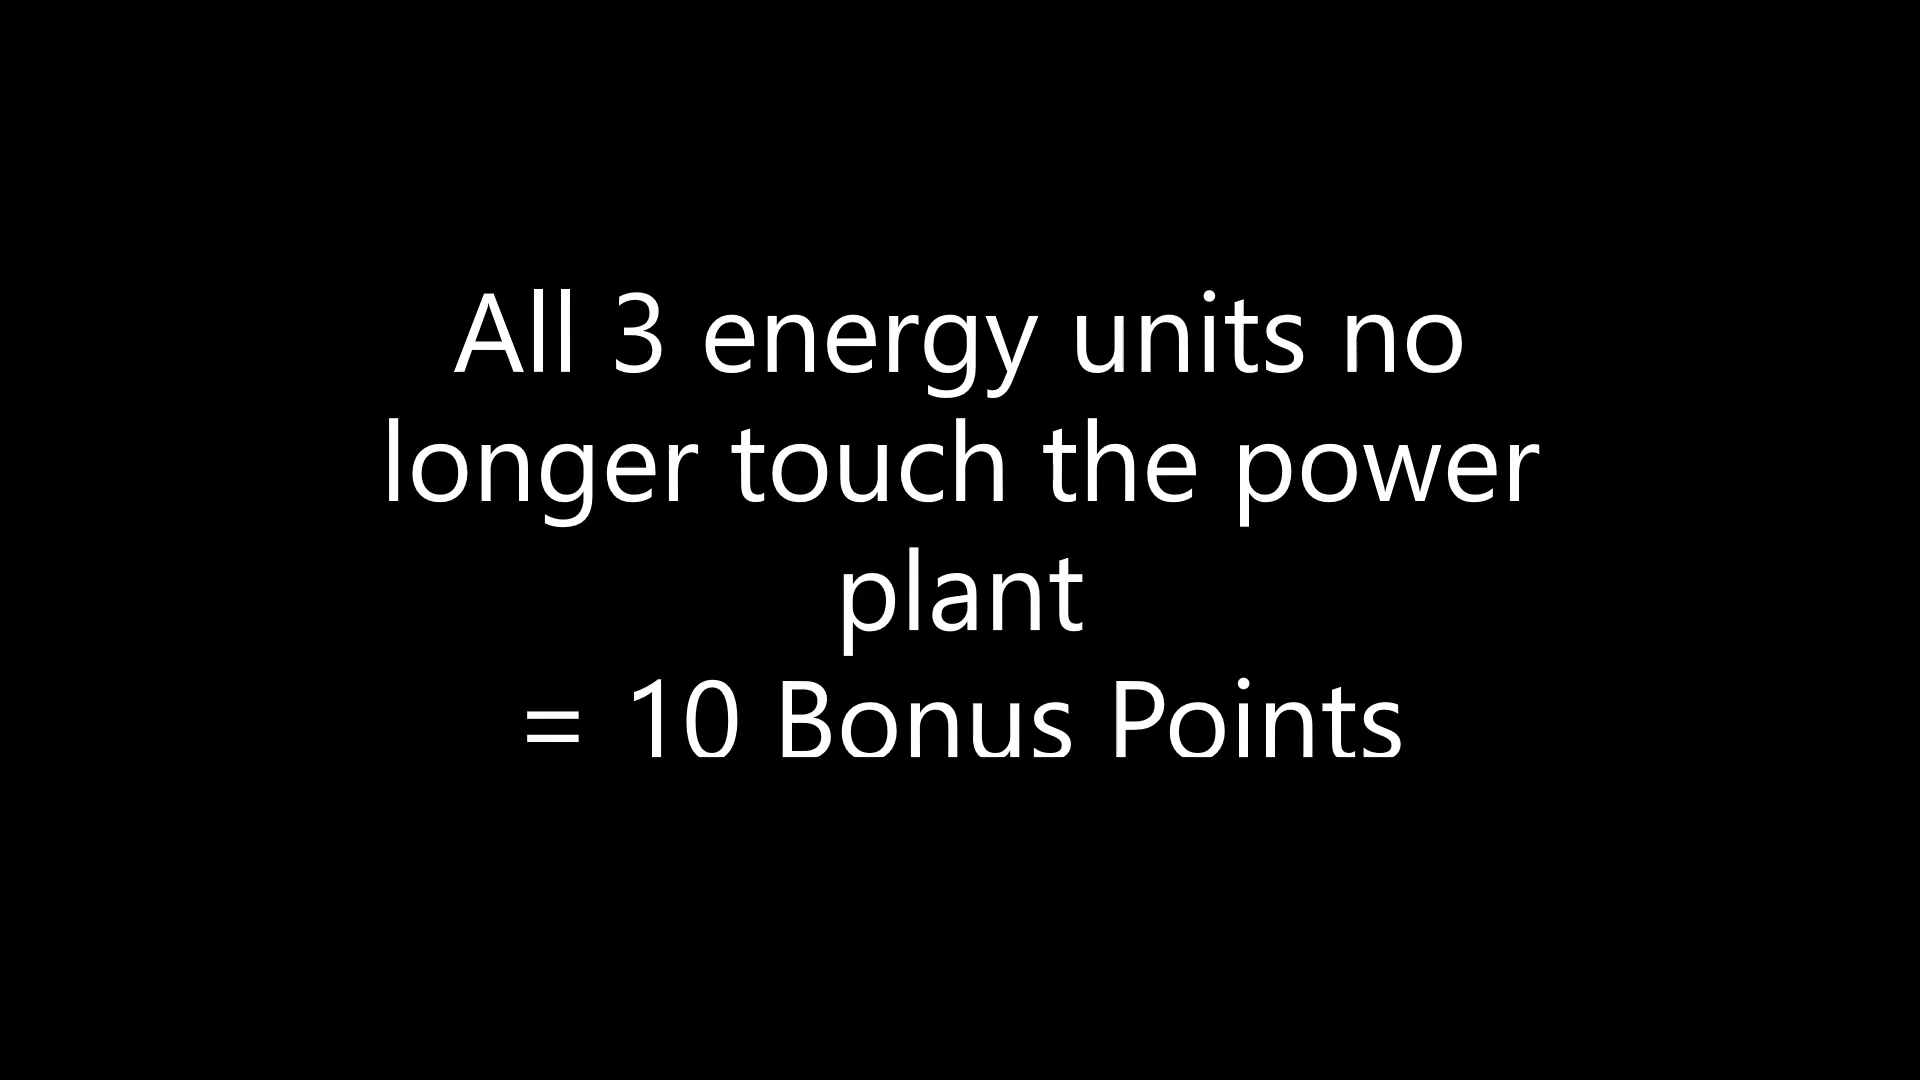 All 3 energy units no
longer touch the power
plant
= 10 Bonus Points